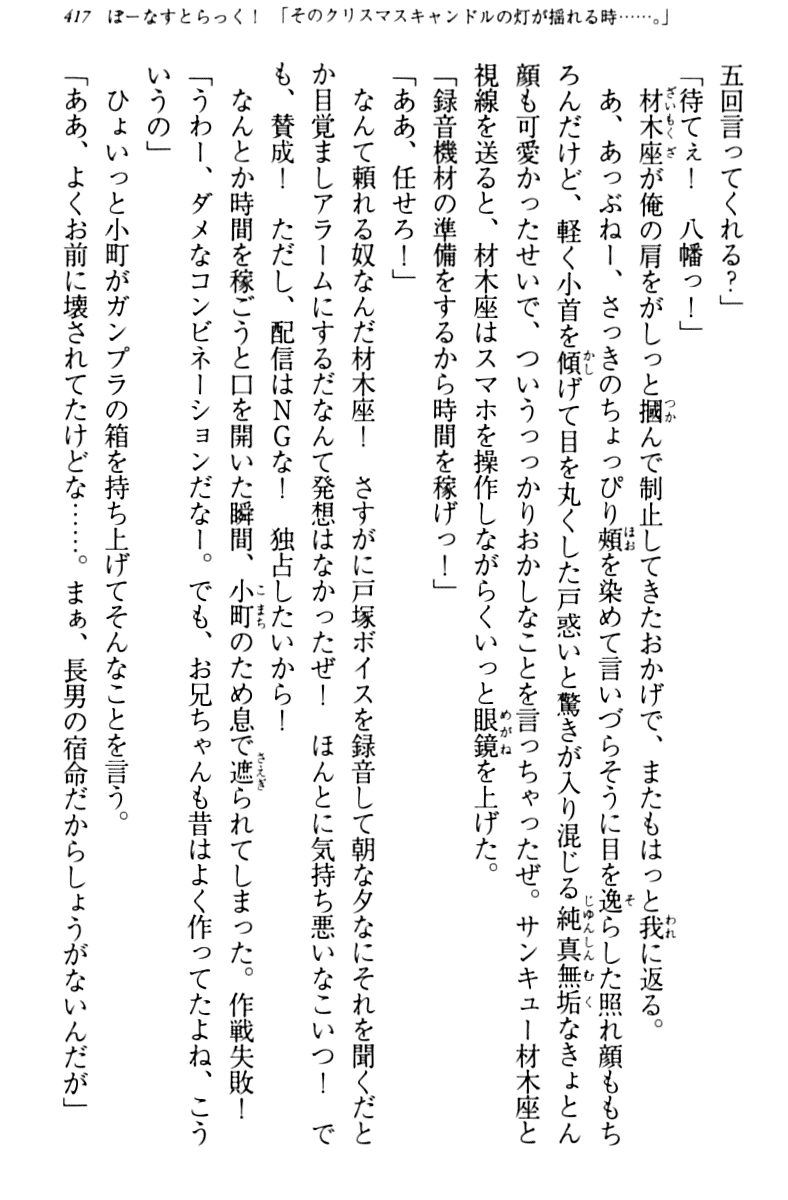 417　ぼーなすとらっく！　「そのクリスマスキャンドルの灯が揺れる時……。」
五回言ってくれる？」
「待てぇ！　八幡っ！」
材木座が俺の肩をがしっと摑んで制止してきたおかげで、またもはっと我に返る。
あ、あっぶねー、さっきのちょっぴり頰を染めて言いづらそうに目を逸らした照れ顔ももち
ろんだけど、軽く小首を傾げて目を丸くした戸惑いと驚きが入り混じる純真無垢なきょとん
顔も可愛かったせいで、ついうっっかりおかしなことを言っちゃったぜ。サンキュー材木座と
視線を送ると、材木座はスマホを操作しながらくいっと眼鏡を上げた。
「録音機材の準備をするから時間を稼げっ！」
「ああ、任せろ！」
なんて頼れる奴なんだ材木座！　さすがに戸塚ボイスを録音して朝な夕なにそれを聞くだと
か目覚ましアラームにするだなんて発想はなかったぜ！　ほんとに気持ち悪いなこいつ！　で
も、賛成！　ただし、配信はＮＧな！　独占したいから！
なんとか時間を稼ごうと口を開いた瞬間、小町のため息で遮られてしまった。作戦失敗！
「うわー、ダメなコンビネーションだなー。でも、お兄ちゃんも昔はよく作ってたよね、こう
いうの」
ひょいっと小町がガンプラの箱を持ち上げてそんなことを言う。
「ああ、よくお前に壊されてたけどな……。まぁ、長男の宿命だからしょうがないんだが」